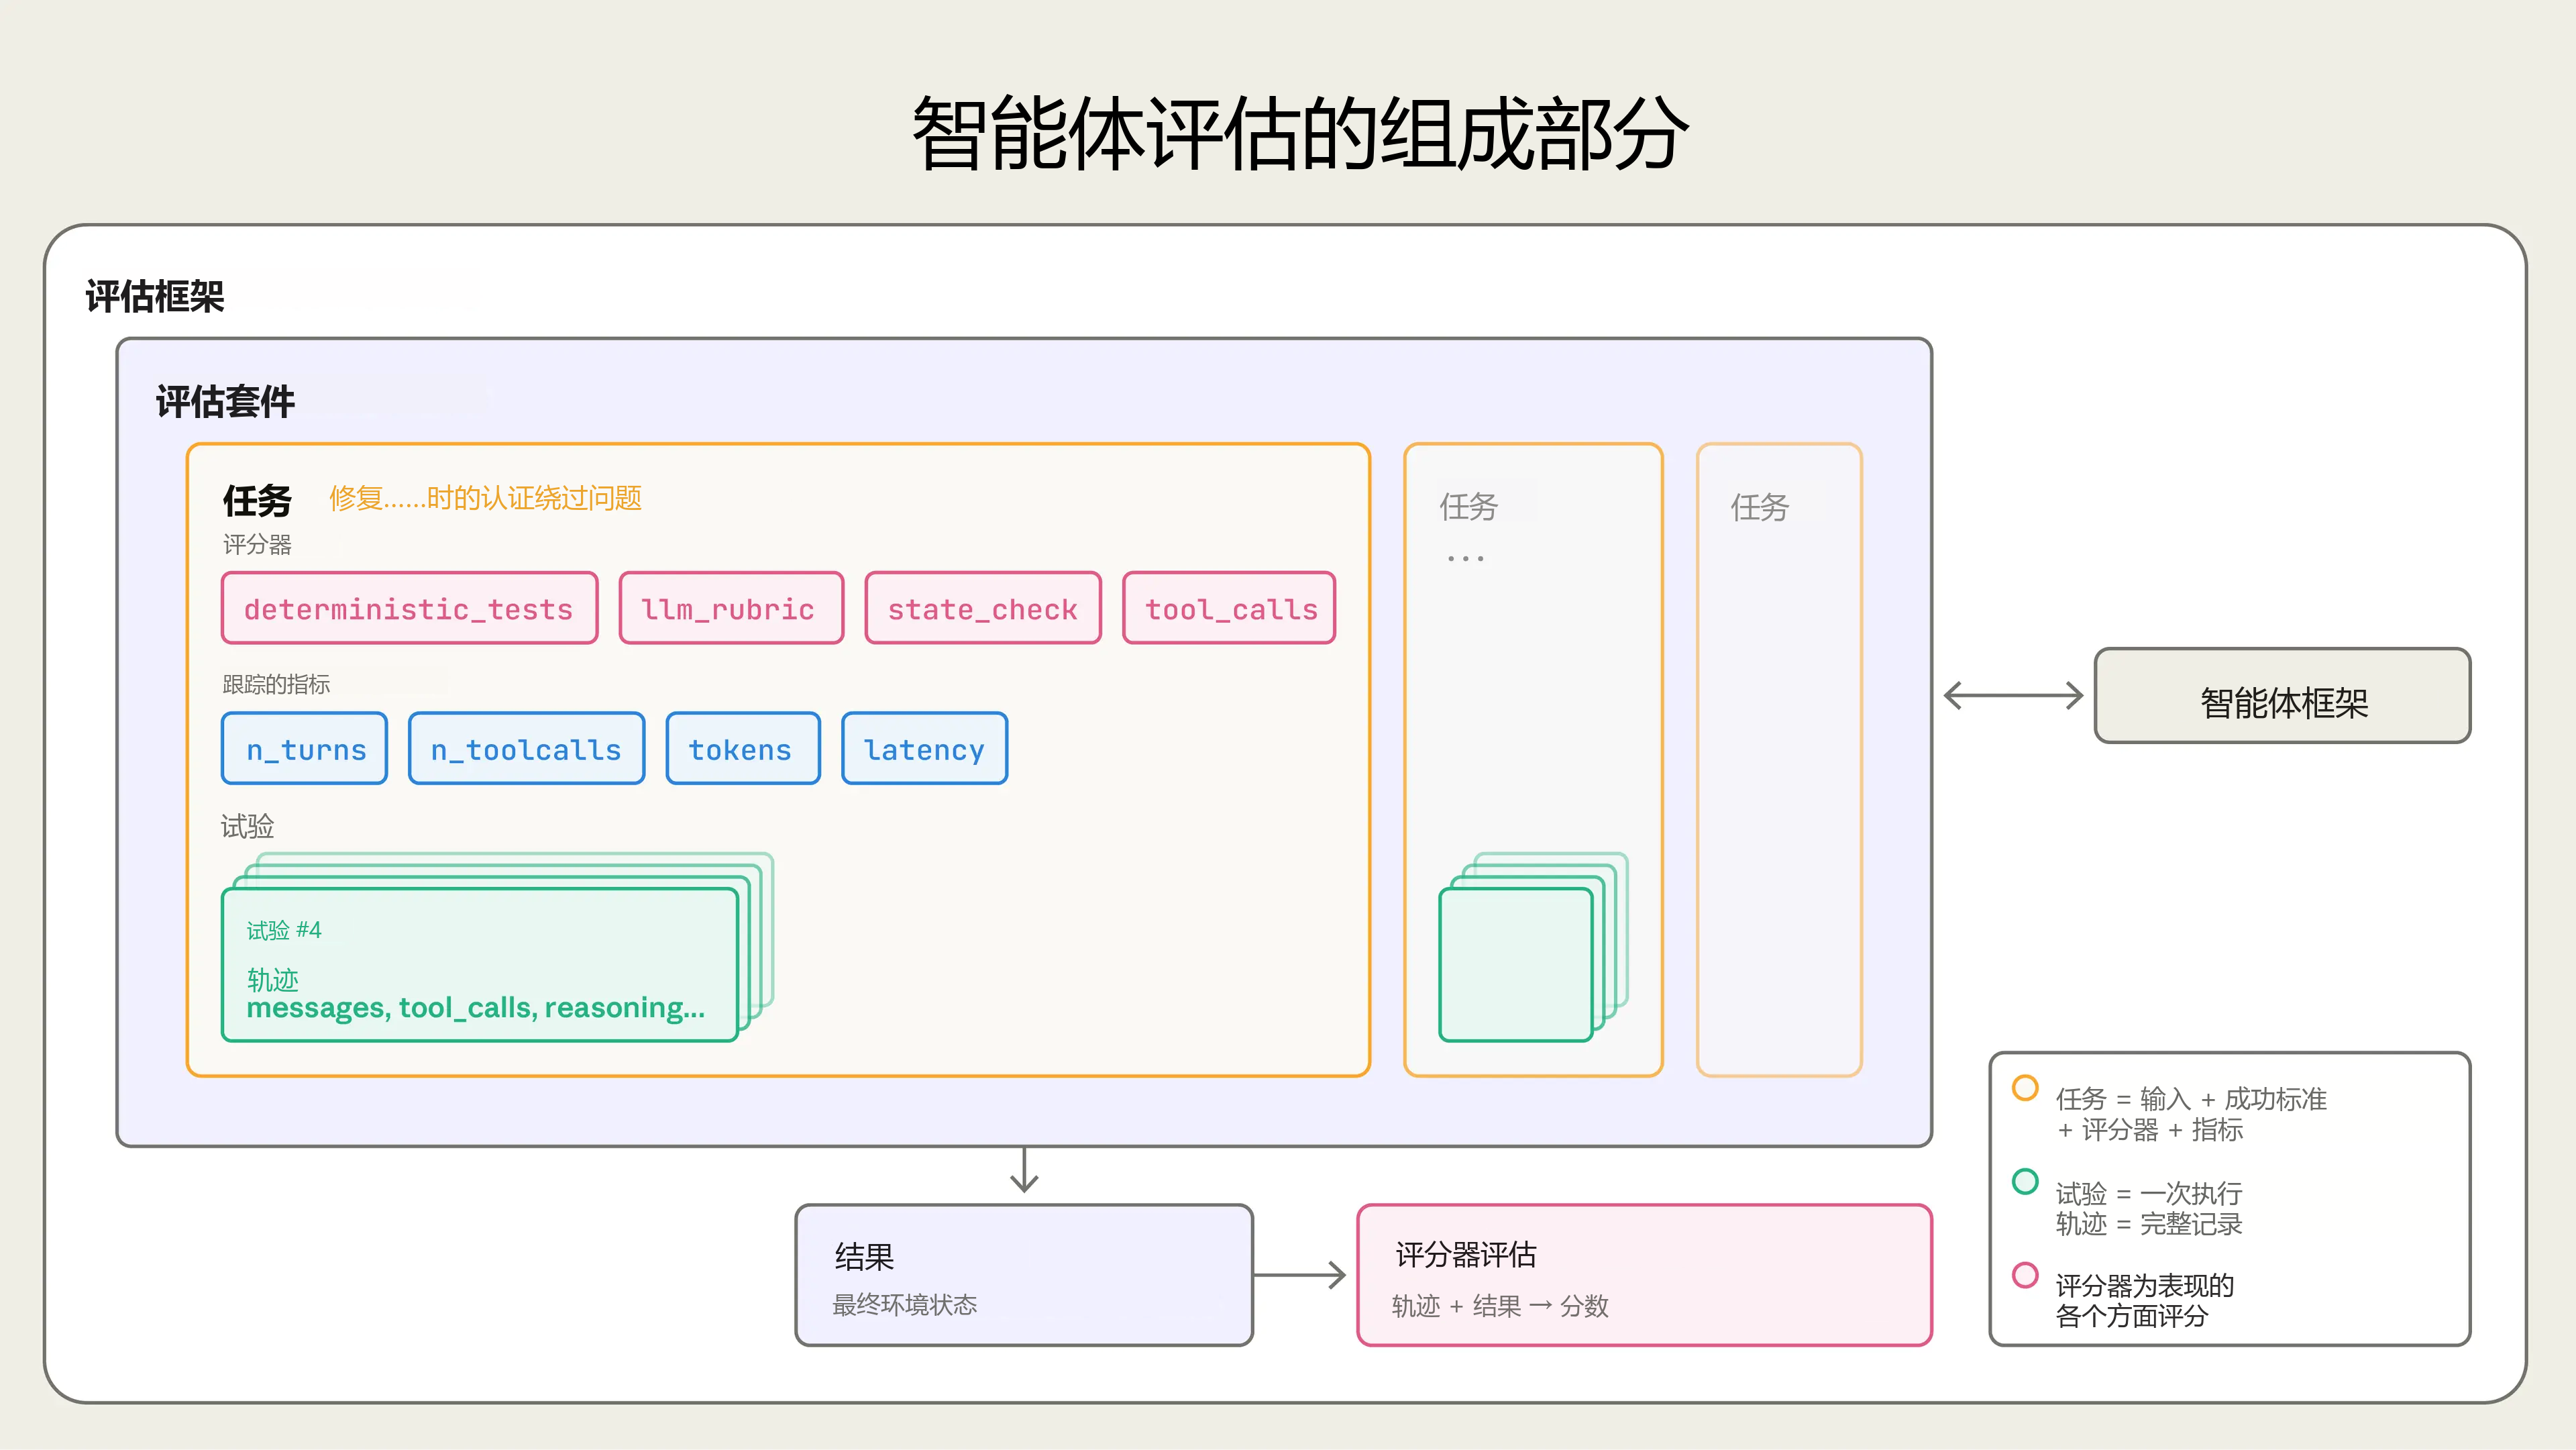 智能体评估的组成部分
评估框架
评估套件
任务
修复……时的认证绕过问题
评分器
deterministic_tests
llm_rubric
state_check
tool_calls
跟踪的指标
n_turns
n_toolcalls
tokens
latency
试验
试验 #4
轨迹
messages, tool_calls, reasoning...
任务
...
任务
智能体框架
结果
最终环境状态
评分器评估
轨迹 + 结果 → 分数
任务 = 输入 + 成功标准
+ 评分器 + 指标
试验 = 一次执行
轨迹 = 完整记录
评分器为表现的
各个方面评分